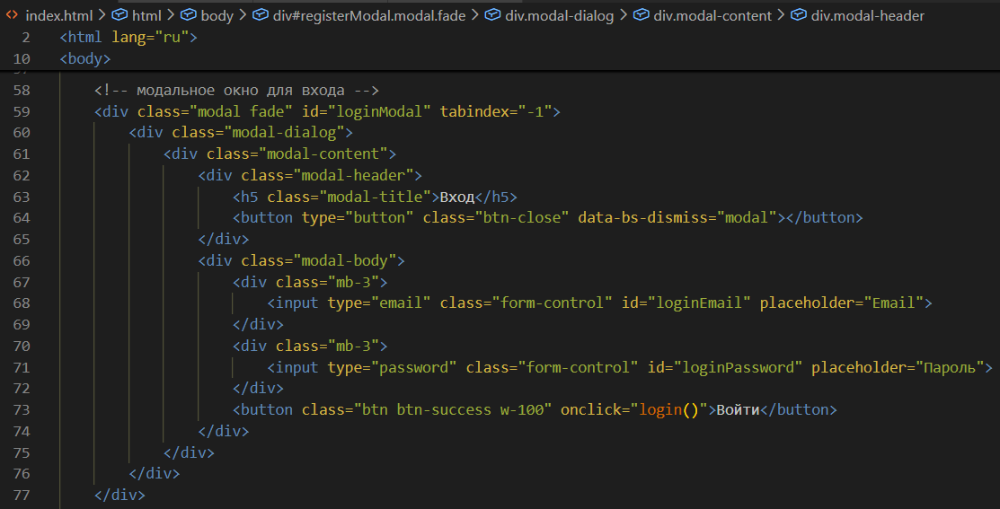 index.html > html > body > div#registerModal.modal.fade > div.modal-dialog > div.modal-content > div.modal-header
2 <html lang="ru">
10 <body>
58 <!-- модальное окно для входа -->
59 <div class="modal fade" id="loginModal" tabindex="-1">
60 <div class="modal-dialog">
61 <div class="modal-content">
62 <div class="modal-header">
63 <h5 class="modal-title">Вход</h5>
64 <button type="button" class="btn-close" data-bs-dismiss="modal"></button>
65 </div>
66 <div class="modal-body">
67 <div class="mb-3">
68 <input type="email" class="form-control" id="loginEmail" placeholder="Email">
69 </div>
70 <div class="mb-3">
71 <input type="password" class="form-control" id="loginPassword" placeholder="Пароль">
72 </div>
73 <button class="btn btn-success w-100" onclick="login()">Войти</button>
74 </div>
75 </div>
76 </div>
77 </div>